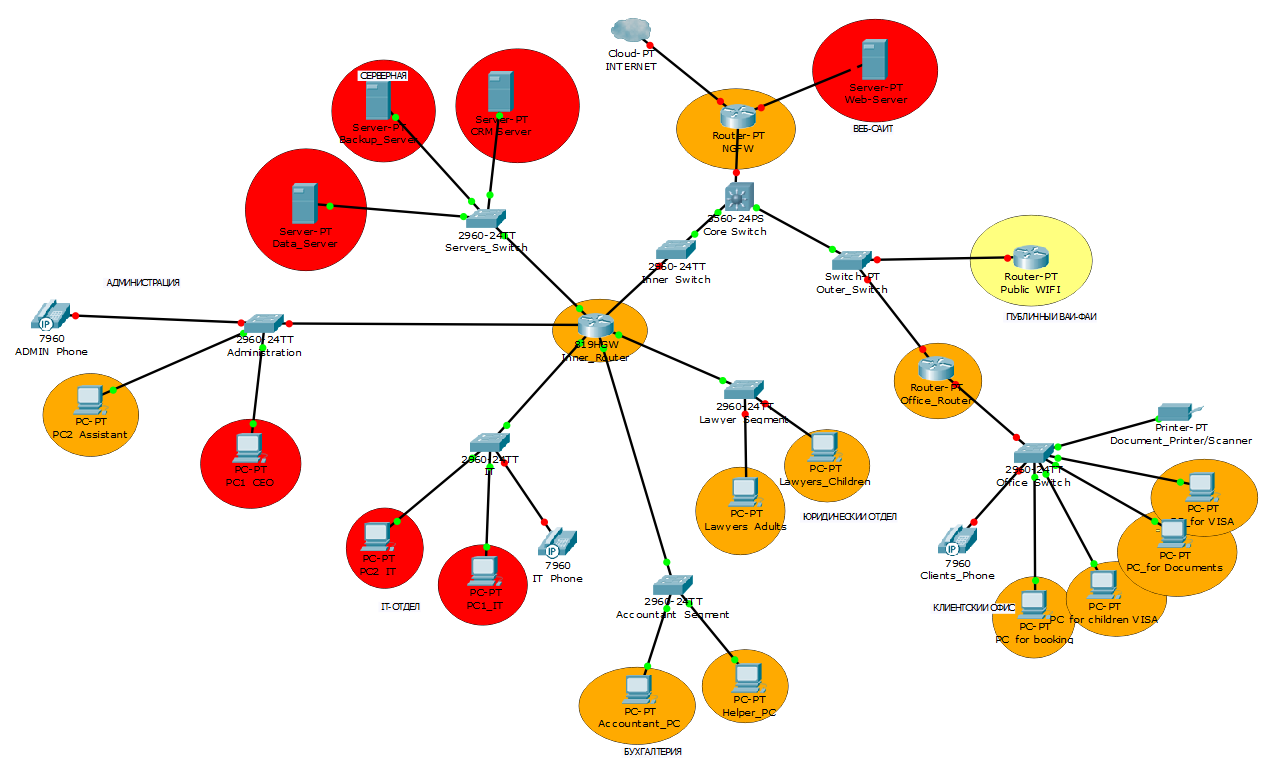 Cloud-PT
INTERNET
Server-PT
Web-Server
ВЕБ-САЙТ
Router-PT
NGFW
СЕРВЕРНАЯ
Server-PT
Backup_Server
Server-PT
CRM Server
Server-PT
Data_Server
2960-24TT
Servers_Switch
3560-24PS
Core Switch
2960-24TT
Inner Switch
Switch-PT
Outer_Switch
Router-PT
Public WIFI
ПУБЛИЧНЫЙ ВАЙ-ФАЙ
АДМИНИСТРАЦИЯ
IP
7960
ADMIN Phone
2960-24TT
Administration
819HGW
Inner_Router
PC-PT
PC2 Assistant
PC-PT
PC1 CEO
2960-24TT
IT
2960-24TT
Lawyer Segment
Router-PT
Office_Router
Printer-PT
Document_Printer/Scanner
PC-PT
Lawyers_Children
PC-PT
Lawyers Adults
ЮРИДИЧЕСКИЙ ОТДЕЛ
2960-24TT
Office Switch
PC-PT
PC_for VISA
PC-PT
PC_for Documents
IP
7960
Clients_Phone
PC-PT
PC for children VISA
КЛИЕНТСКИЙ ОФИС
PC-PT
PC for booking
PC-PT
PC2 IT
PC-PT
PC1_IT
IP
7960
IT Phone
IT-ОТДЕЛ
2960-24TT
Accountant Segment
PC-PT
Accountant_PC
PC-PT
Helper_PC
БУХГАЛТЕРИЯ